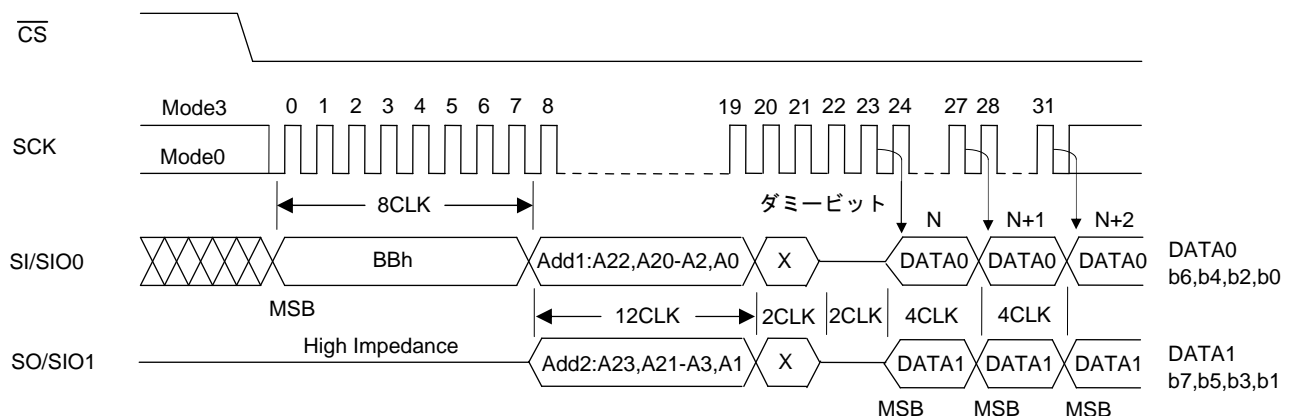 CS
Mode3 0 1 2 3 4 5 6 7 8 19 20 21 22 23 24 27 28 31
SCK
Mode0
8CLK
ダミービット
N N+1 N+2
SI/SIO0 BBh Add1:A22,A20-A2,A0 X DATA0 DATA0 DATA0
DATA0
b6,b4,b2,b0
MSB
12CLK 2CLK 2CLK 4CLK 4CLK
High Impedance
SO/SIO1 Add2:A23,A21-A3,A1 X DATA1 DATA1 DATA1
DATA1
b7,b5,b3,b1
MSB MSB MSB